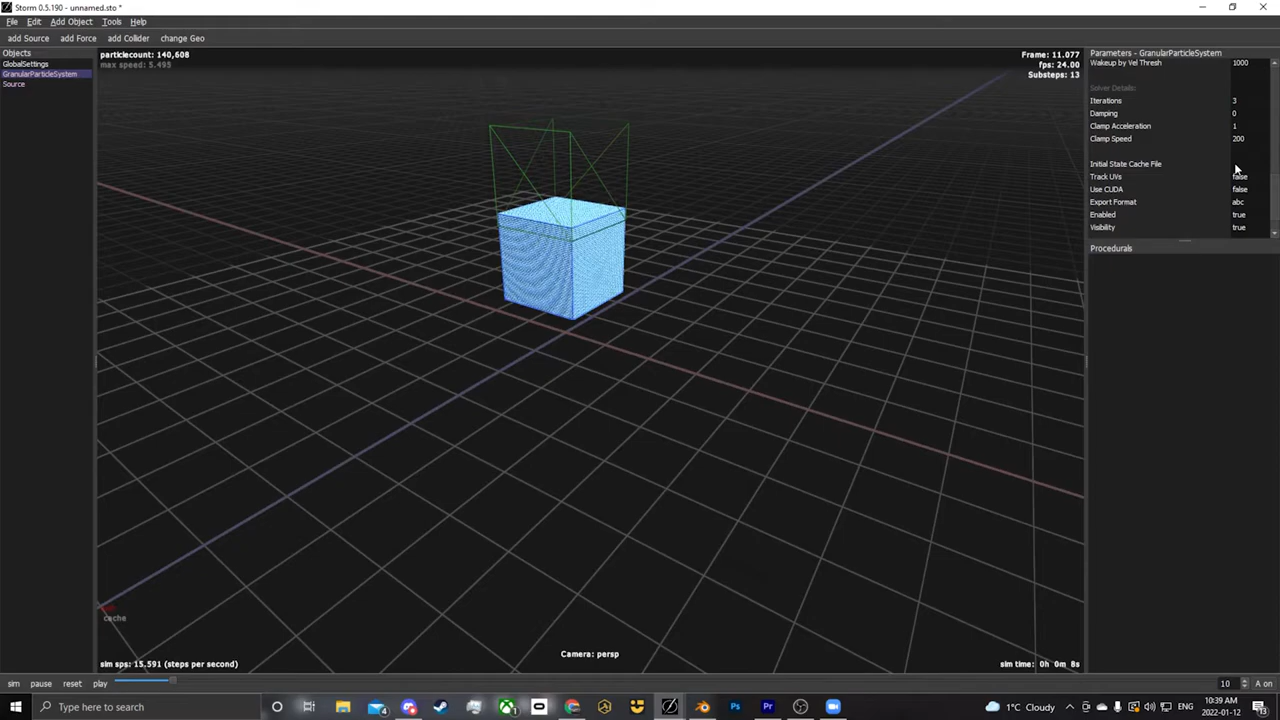 Storm 0.5.190 - unnamed.sto *
File Edit Add Object Tools Help
add Source add Force add Collider change Geo
Objects
GlobalSettings
GranularParticleSystem
Source
particlecount: 140,608
max speed: 5.495
Frame: 11.077
fps: 24.00
Substeps: 13
Parameters - GranularParticleSystem
Wakeup by Vel Thresh 1000
Solver Details:
Iterations 3
Damping 0
Clamp Acceleration 1
Clamp Speed 200
Initial State Cache File
Track UVs false
Use CUDA false
Export Format abc
Enabled true
Visibility true
Procedurals
cache
sim sps: 15.591 (steps per second)
Camera: persp
sim time: 0h 0m 8s
sim pause reset play
10 A on
Type here to search
1°C Cloudy
ENG
10:39 AM
2022-01-12